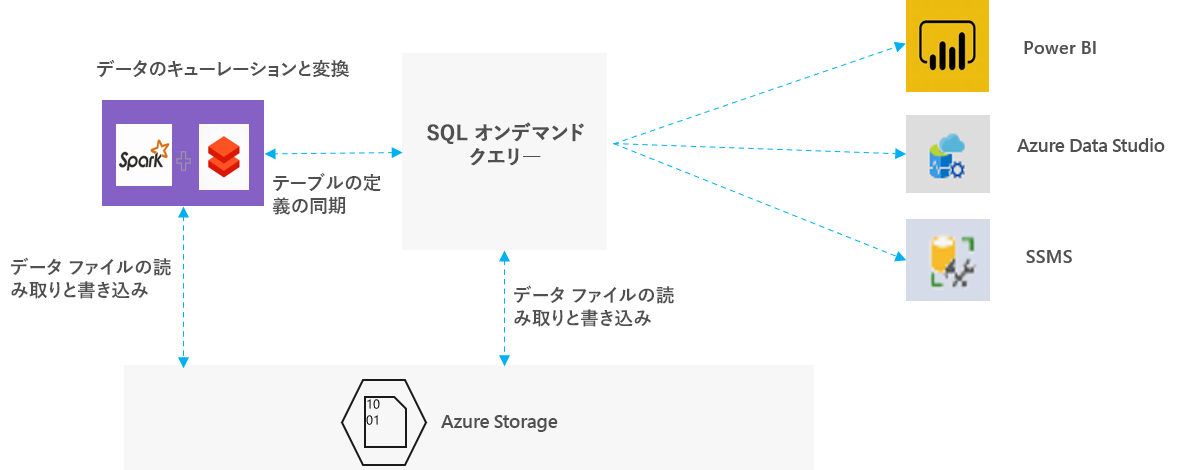 データのキューレーションと変換
Spark
+
SQL オンデマンド
クエリー
テーブルの定
義の同期
データ ファイルの読
み取りと書き込み
データ ファイルの読
み取りと書き込み
Power BI
Azure Data Studio
SSMS
10
01
Azure Storage